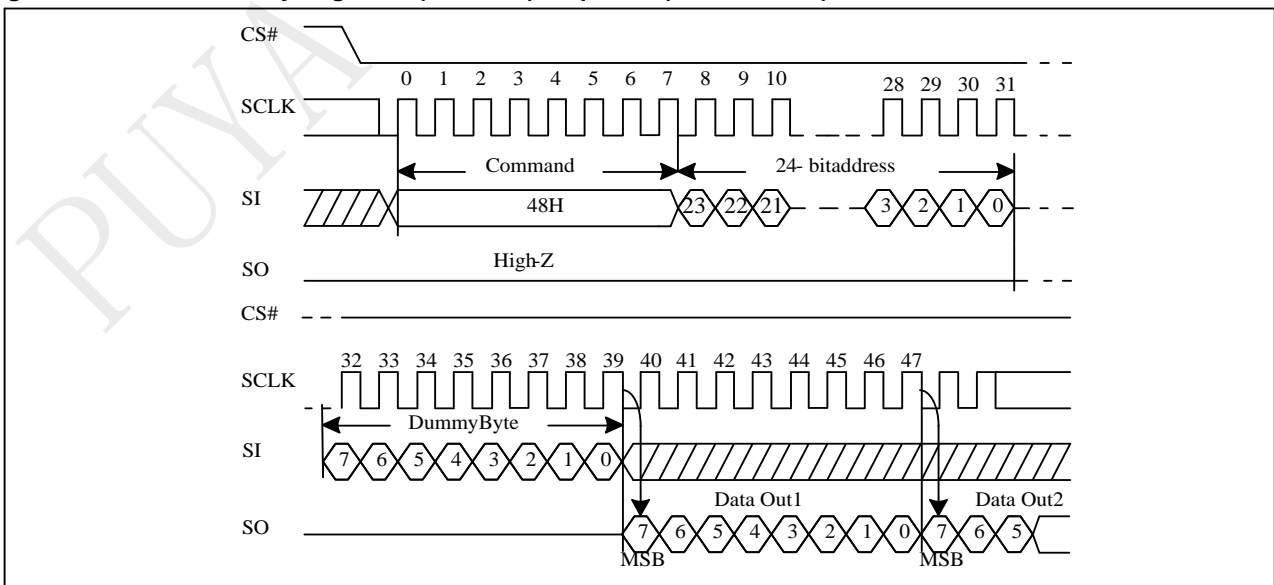 CS#
0 1 2 3 4 5 6 7 8 9 10 28 29 30 31
SCLK
Command 24- bitaddress
SI 48H 23 22 21 3 2 1 0
High-Z
SO
CS#
32 33 34 35 36 37 38 39 40 41 42 43 44 45 46 47
SCLK
DummyByte
SI 7 6 5 4 3 2 1 0
Data Out1 Data Out2
SO 7 6 5 4 3 2 1 0 7 6 5
MSB MSB
PUYA